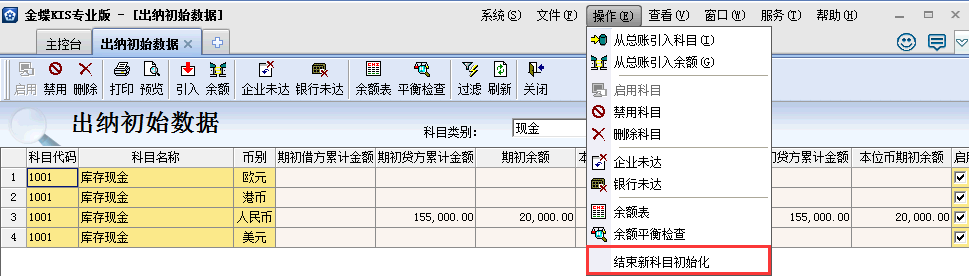 金蝶KIS专业版 - [出纳初始数据]
系统(S) 文件(F) 操作(E) 查看(V) 窗口(W) 服务(T) 帮助(H)
主控台 出纳初始数据
启用 禁用 删除 打印 预览 引入 余额 企业未达 银行未达 余额表 平衡检查 过滤 刷新 关闭
从总账引入科目(I)
从总账引入余额(G)
启用科目
禁用科目
删除科目
企业未达
银行未达
余额表
余额平衡检查
结束新科目初始化
出纳初始数据
科目类别: 现金
科目代码 科目名称 币别 期初借方累计金额 期初贷方累计金额 期初余额 贷方累计金额 本位币期初余额
1 1001 库存现金 欧元
2 1001 库存现金 港币
3 1001 库存现金 人民币 155,000.00 20,000.00 155,000.00 20,000.00
4 1001 库存现金 美元